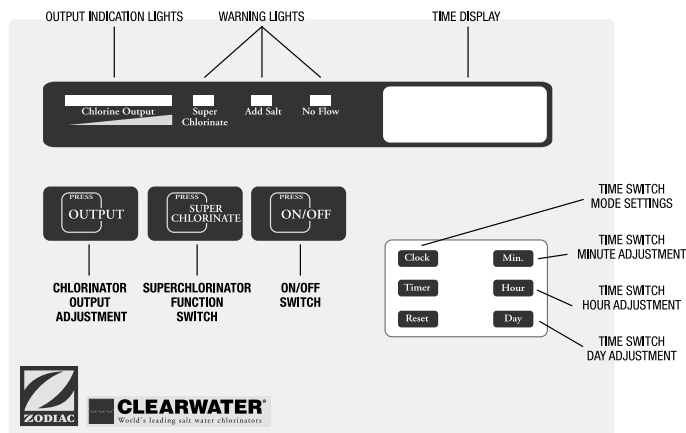 OUTPUT INDICATION LIGHTS
WARNING LIGHTS
TIME DISPLAY
Chlorine Output
Super
Chlorinate
Add Salt
No Flow
PRESS
OUTPUT
PRESS
SUPER
CHLORINATE
PRESS
ON/OFF
CHLORINATOR
OUTPUT
ADJUSTMENT
SUPERCHLORINATOR
FUNCTION
SWITCH
ON/OFF
SWITCH
TIME SWITCH
MODE SETTINGS
Clock
Min.
TIME SWITCH
MINUTE ADJUSTMENT
Timer
Hour
TIME SWITCH
HOUR ADJUSTMENT
Reset
Day
TIME SWITCH
DAY ADJUSTMENT
ZODIAC
CLEARWATER®
World's leading salt water chlorinators